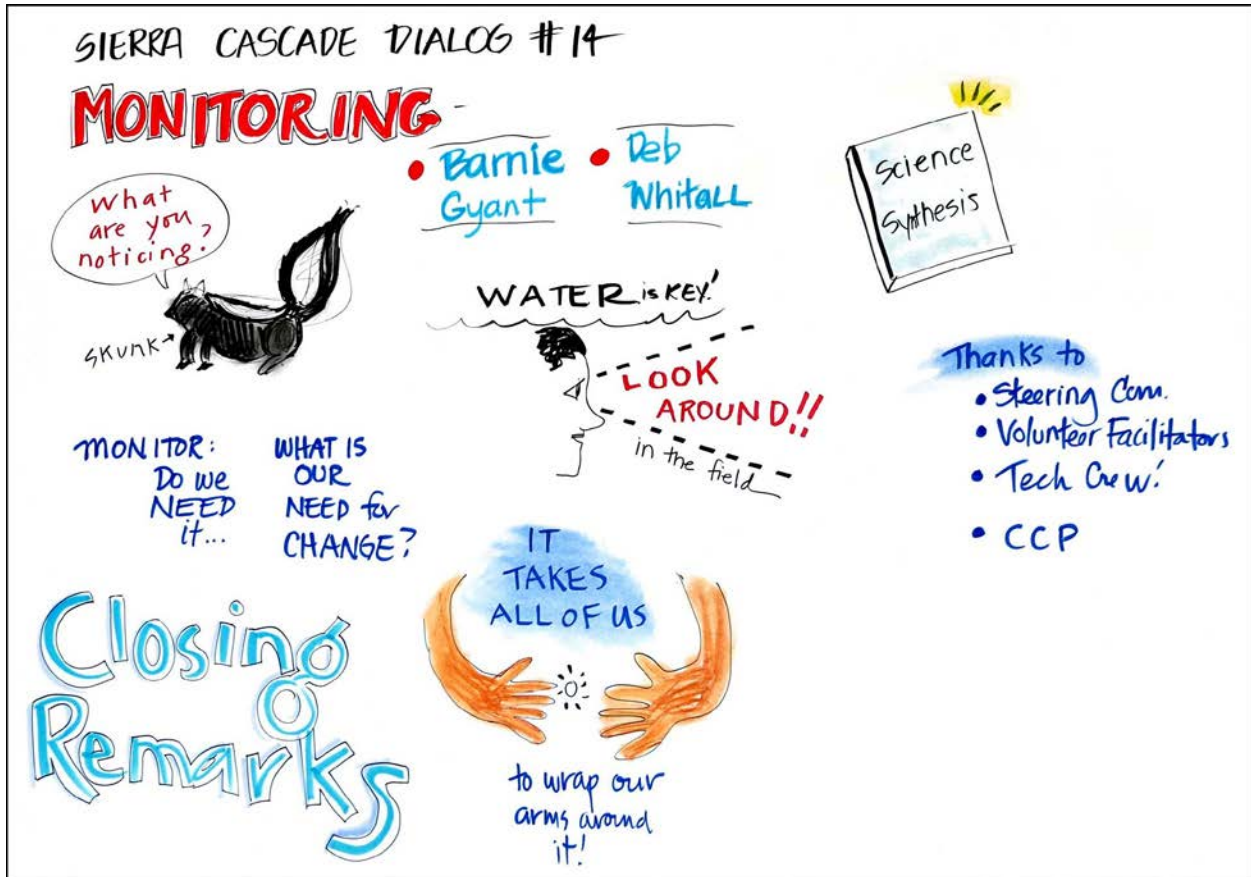 SIERRA CASCADE DIALOG #14
MONITORING
• Barnie
Gyant
• Deb
Whitall
Science
Synthesis
What
are you
noticing?
SKUNK
WATER is KEY!
LOOK
AROUND!!
in the field
Thanks to
• Steering Com.
• Volunteer Facilitators
• Tech Crew!
• CCP
MONITOR:
Do we
NEED
it...
WHAT IS
OUR
NEED for
CHANGE?
IT
TAKES
ALL OF US
to wrap our
arms around
it!
Closing
Remarks